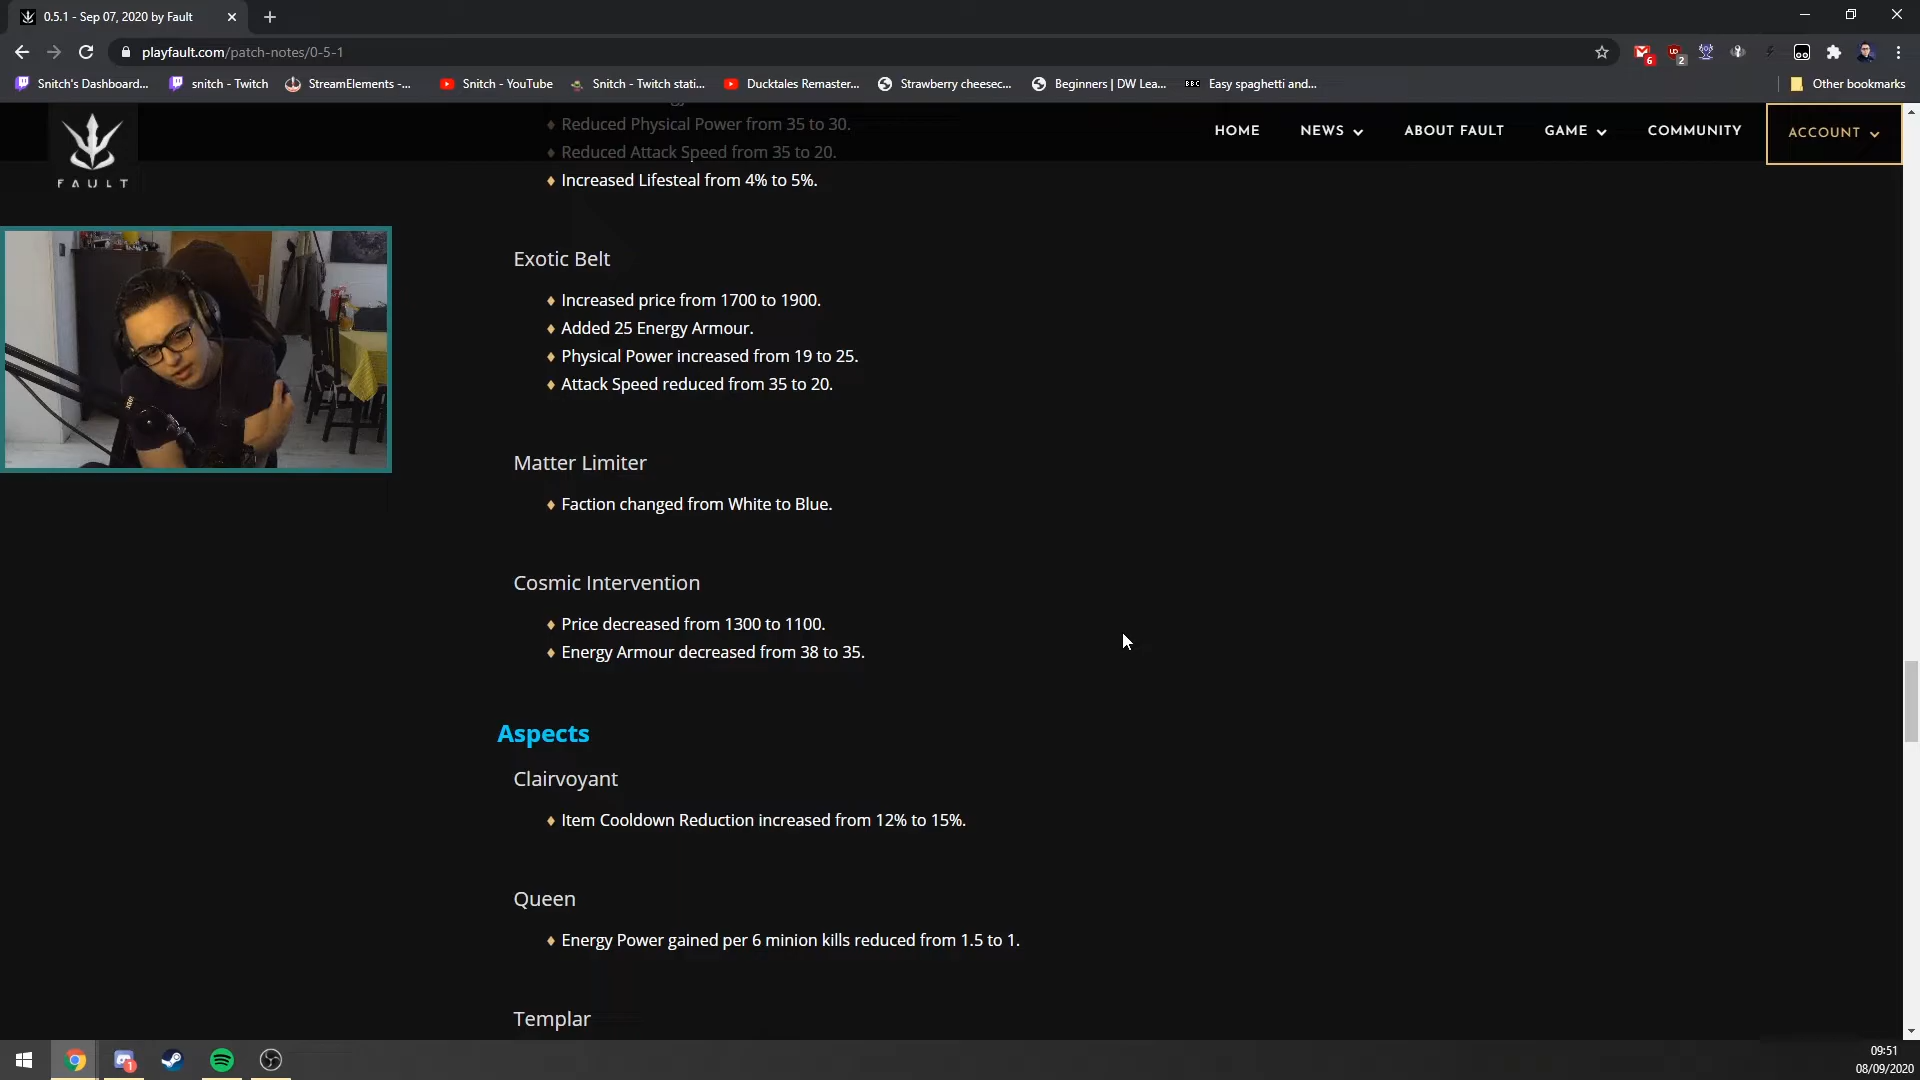 0.5.1 - Sep 07, 2020 by Fault
playfault.com/patch-notes/0-5-1
6
2
Snitch's Dashboard...
snitch - Twitch
StreamElements -...
Snitch - YouTube
Snitch - Twitch stati...
Ducktales Remaster...
Strawberry cheesec...
Beginners | DW Lea...
BBC
Easy spaghetti and...
Other bookmarks
FAULT
HOME
NEWS
ABOUT FAULT
GAME
COMMUNITY
ACCOUNT
Reduced Physical Power from 35 to 30.
Reduced Attack Speed from 35 to 20.
Increased Lifesteal from 4% to 5%.
Exotic Belt
Increased price from 1700 to 1900.
Added 25 Energy Armour.
Physical Power increased from 19 to 25.
Attack Speed reduced from 35 to 20.
Matter Limiter
Faction changed from White to Blue.
Cosmic Intervention
Price decreased from 1300 to 1100.
Energy Armour decreased from 38 to 35.
Aspects
Clairvoyant
Item Cooldown Reduction increased from 12% to 15%.
Queen
Energy Power gained per 6 minion kills reduced from 1.5 to 1.
Templar
1
09:51
08/09/2020